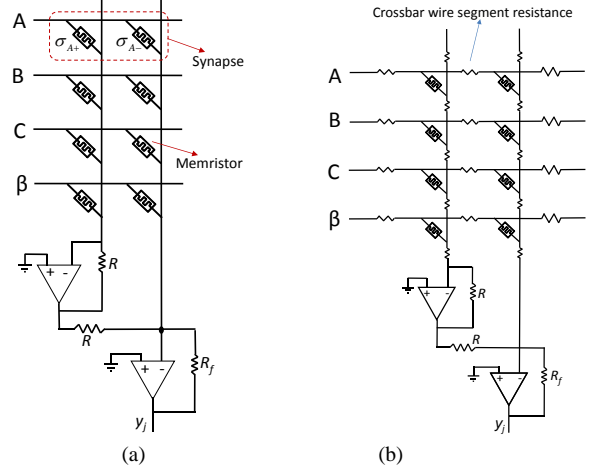 A
σA+
σA−
Synapse
B
C
Memristor
β
+ -
R
R
Rf
+ -
yj
(a)
Crossbar wire segment resistance
A
B
C
β
+ -
R
R
Rf
+ -
yj
(b)